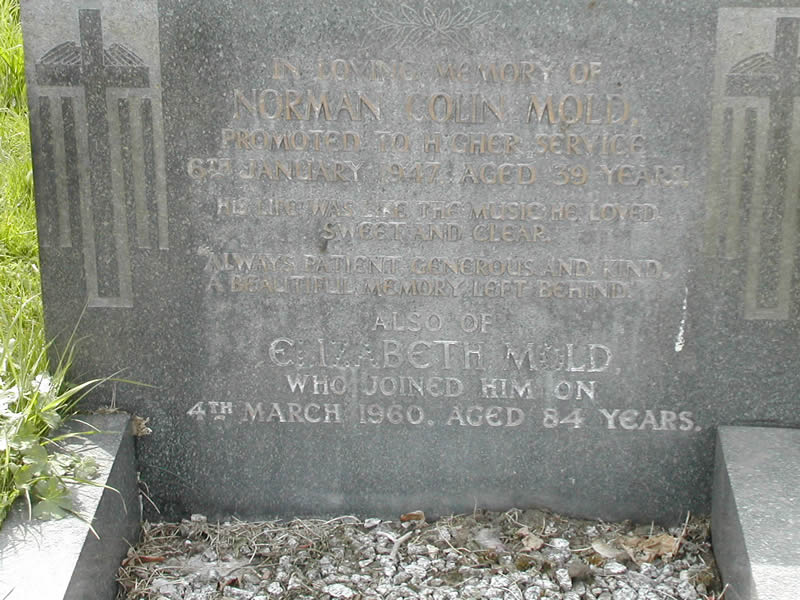 IN LOVING MEMORY OF
NORMAN COLIN MOLD,
PROMOTED TO HIGHER SERVICE
6TH JANUARY 1947. AGED 39 YEARS.
HIS LIFE WAS LIKE THE MUSIC HE LOVED.
SWEET AND CLEAR.
ALWAYS PATIENT, GENEROUS AND KIND,
A BEAUTIFUL MEMORY LEFT BEHIND.
ALSO OF
ELIZABETH MOLD,
WHO JOINED HIM ON
4TH MARCH 1960. AGED 84 YEARS.